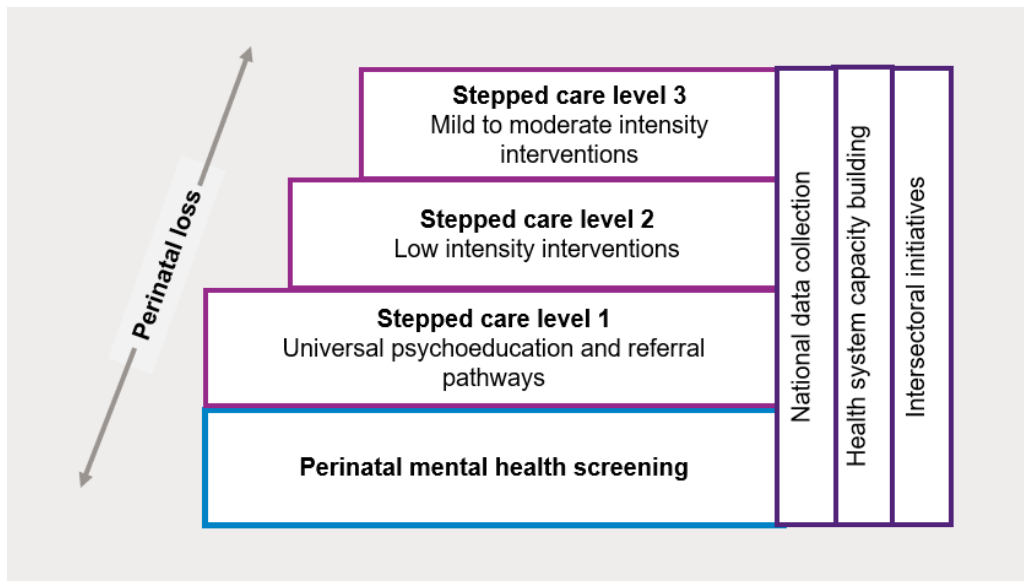 Perinatal loss
Stepped care level 3
Mild to moderate intensity
interventions
Stepped care level 2
Low intensity interventions
Stepped care level 1
Universal psychoeducation and referral
pathways
Perinatal mental health screening
National data collection
Health system capacity building
Intersectoral initiatives